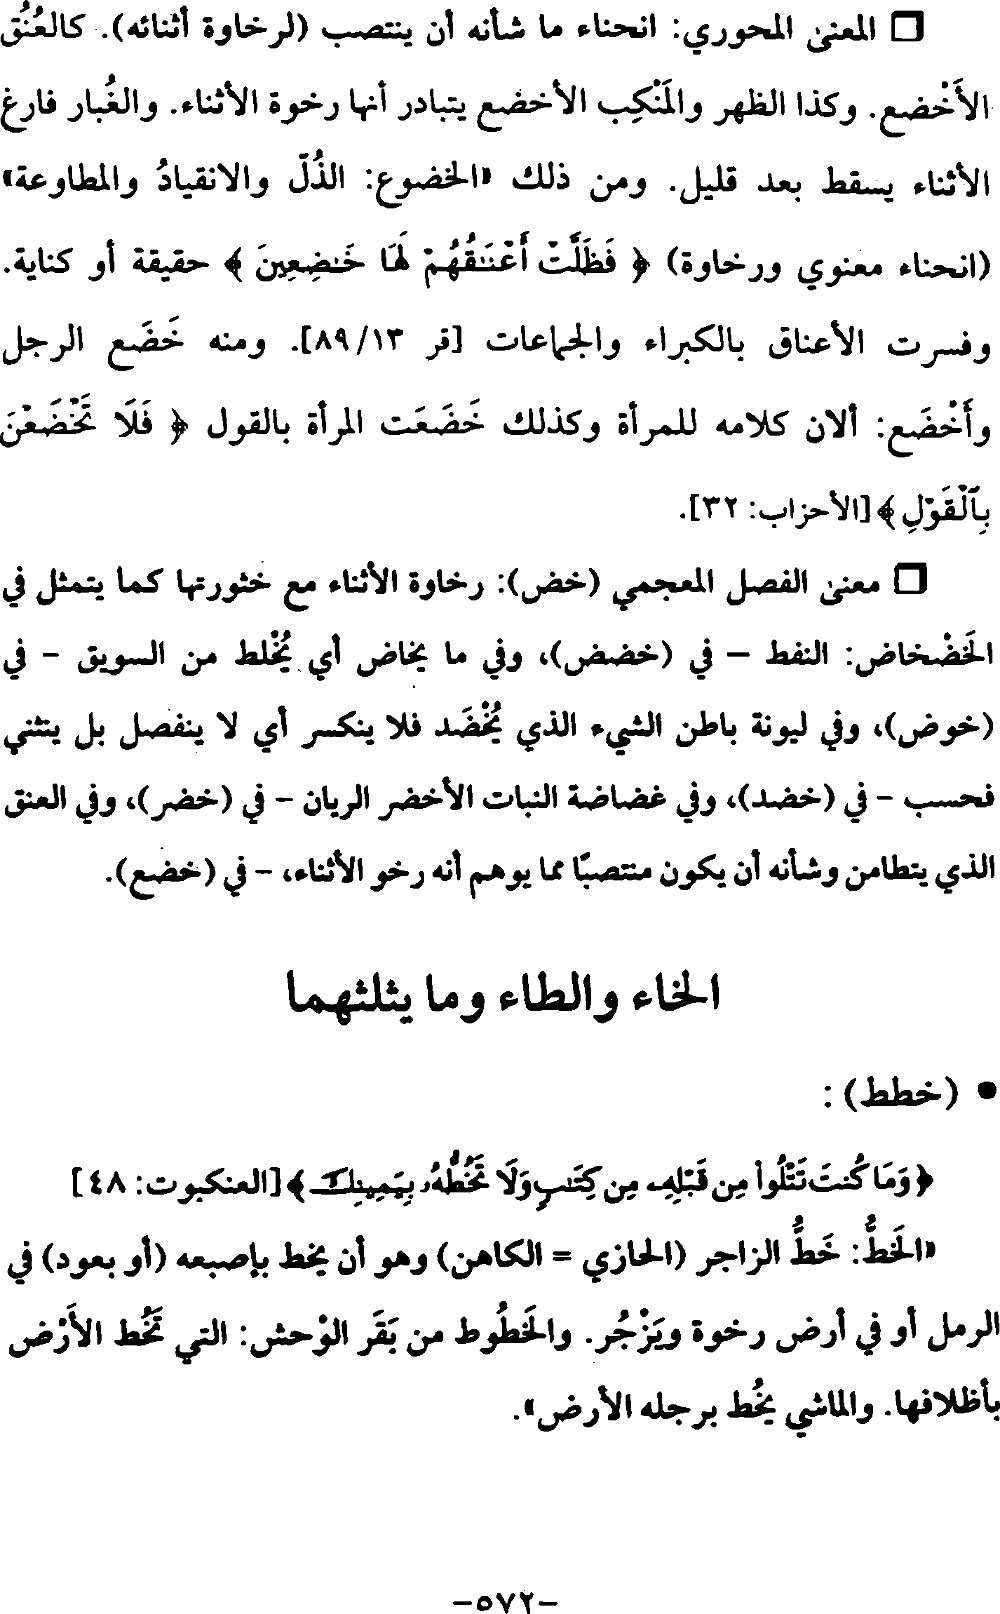 ❒ المعنى المحوري: انحناء ما شأنه أن ينتصب (لرخاوة أثنائه). كالعُنُق
الأَخْضع. وكذا الظهر والمَنْكِب الأخضع يتبادر أنها رخوة الأثناء. والغُبار فارغ
الأثناء يسقط بعد قليل. ومن ذلك «الخضوع: الذُلّ والانقيادُ والمطاوعة»
(انحناء معنوي ورخاوة) ﴿ فَظَلَّتْ أَعْنَٰقُهُمْ لَهَا خَٰضِعِينَ ﴾ حقيقة أو كناية.
وفسرت الأعناق بالكبراء والجماعات [قر ٨٩/١٣]. ومنه خَضَع الرجل
وأَخْضَع: ألان كلامه للمرأة وكذلك خَضَعَت المرأة بالقول ﴿ فَلَا تَخْضَعْنَ
بِٱلْقَوْلِ ﴾ [الأحزاب: ٣٢].
❒ معنى الفصل المعجمي (خض): رخاوة الأثناء مع خثورتها كما يتمثل في
الخَضْخاض: النفط – في (خضض)، وفي ما يخاض أي يُخْلط من السويق – في
(خوض)، وفي ليونة باطن الشيء الذي يُخْضَد فلا ينكسر أي لا ينفصل بل ينثني
فحسب – في (خضد)، وفي غضاضة النبات الأخضر الريان – في (خضر)، وفي العنق
الذي يتطامن وشأنه أن يكون منتصبًا مما يوهم أنه رخو الأثناء، – في (خضع).
الخاء والطاء وما يثلثهما
• (خطط) :
﴿ وَمَا كُنتَ تَتْلُواْ مِن قَبْلِهِۦ مِن كِتَٰبٍ وَلَا تَخُطُّهُۥ بِيَمِينِكَ ﴾ [العنكبوت: ٤٨]
«الخَطُّ: خَطُّ الزاجر (الحازي = الكاهن) وهو أن يخط بإصبعه (أو بعود) في
الرمل أو في أرض رخوة ويَزْجُر. والخَطُوط من بَقَر الوْحش: التي تَخُط الأَرْض
بأظلافها. والماشي يخُط برجله الأرض».
-٥٧٢-